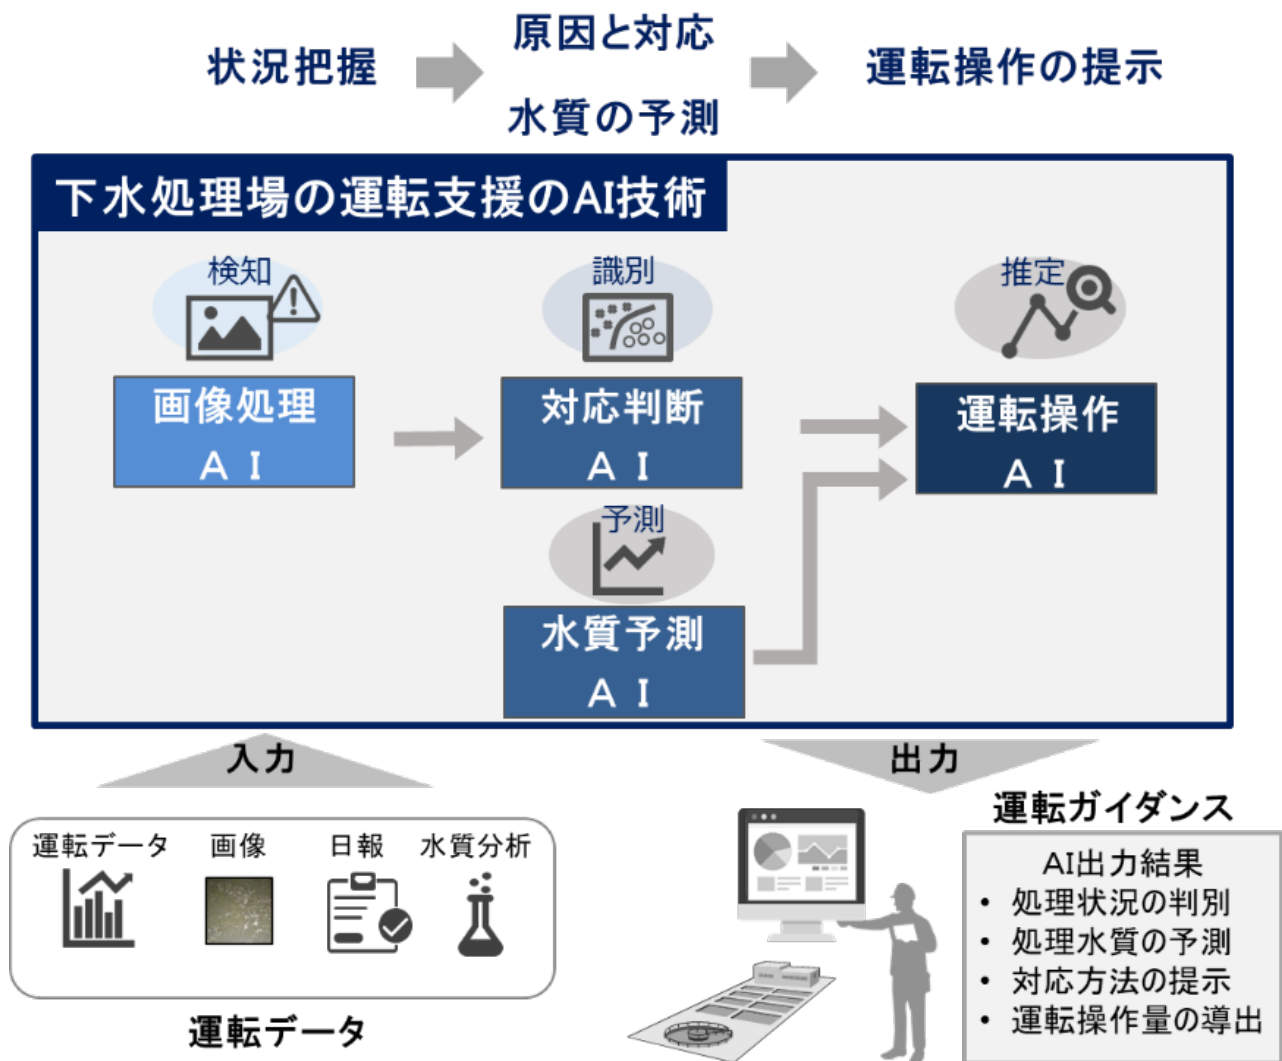 状況把握
原因と対応
水質の予測
運転操作の提示
下水処理場の運転支援のAI技術
検知
画像処理
AI
識別
対応判断
AI
予測
水質予測
AI
推定
運転操作
AI
入力
出力
運転データ
画像
日報
水質分析
運転データ
運転ガイダンス
AI出力結果
• 処理状況の判別
• 処理水質の予測
• 対応方法の提示
• 運転操作量の導出